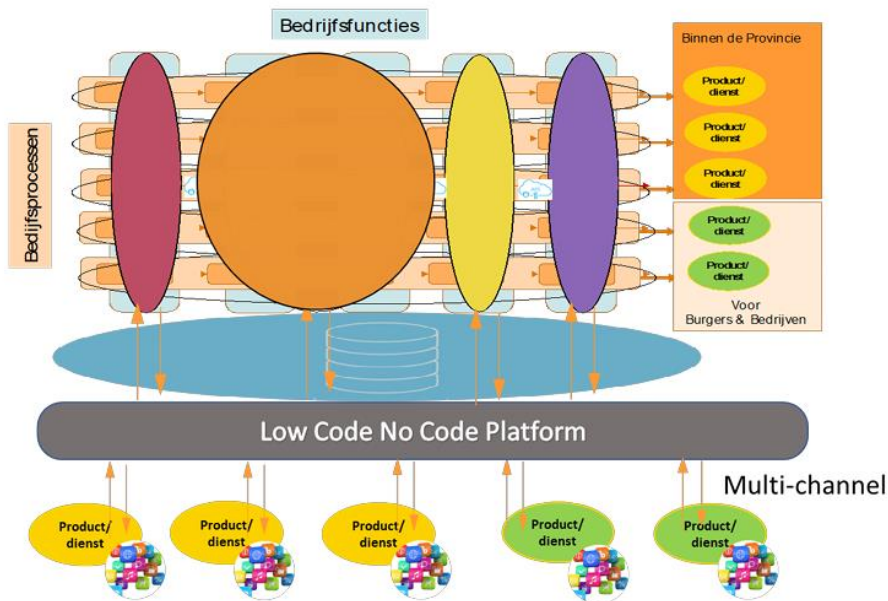 Bedrijfsfuncties
Bedijfsprocessen
Binnen de Provincie
Product/
dienst
Product/
dienst
Product/
dienst
Product/
dienst
Product/
dienst
Voor
Burgers & Bedrijven
Low Code No Code Platform
Multi-channel
Product/
dienst
Product/
dienst
Product/
dienst
Product/
dienst
Product/
dienst